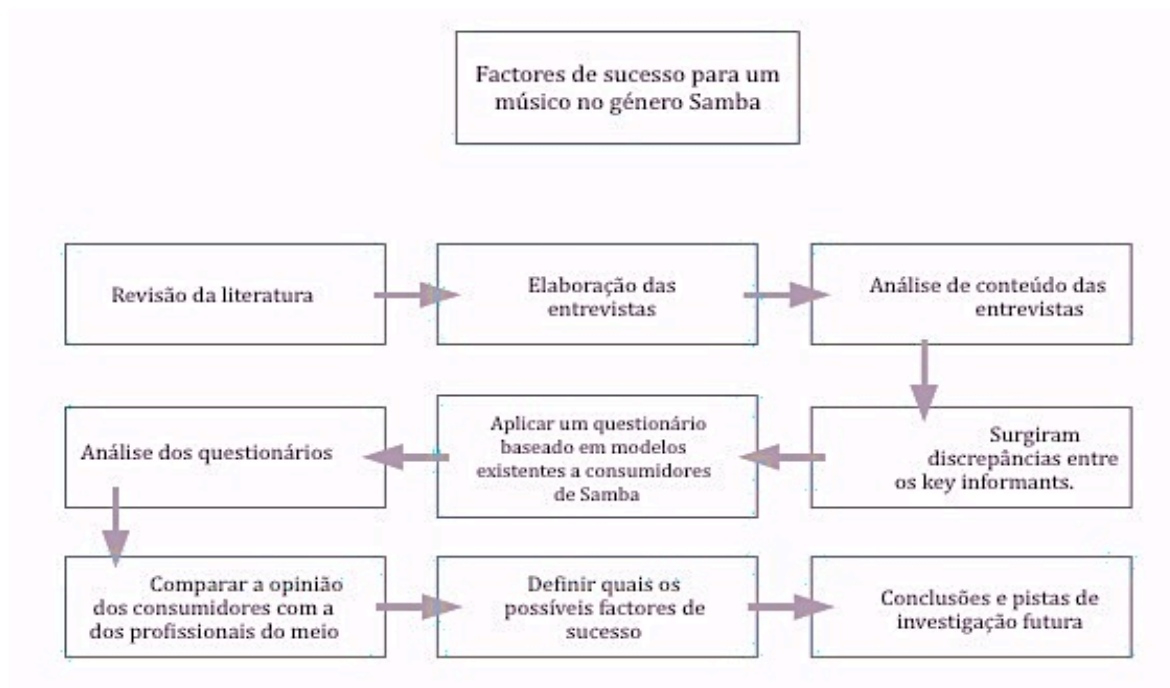 Factores de sucesso para um
músico no género Samba
Revisão da literatura
Elaboração das
entrevistas
Análise de conteúdo das
entrevistas
Surgiram
discrepâncias entre
os key informants.
Aplicar um questionário
baseado em modelos
existentes a consumidores
de Samba
Análise dos questionários
Comparar a opinião
dos consumidores com a
dos profissionais do meio
Definir quais os
possíveis factores de
sucesso
Conclusões e pistas de
investigação futura